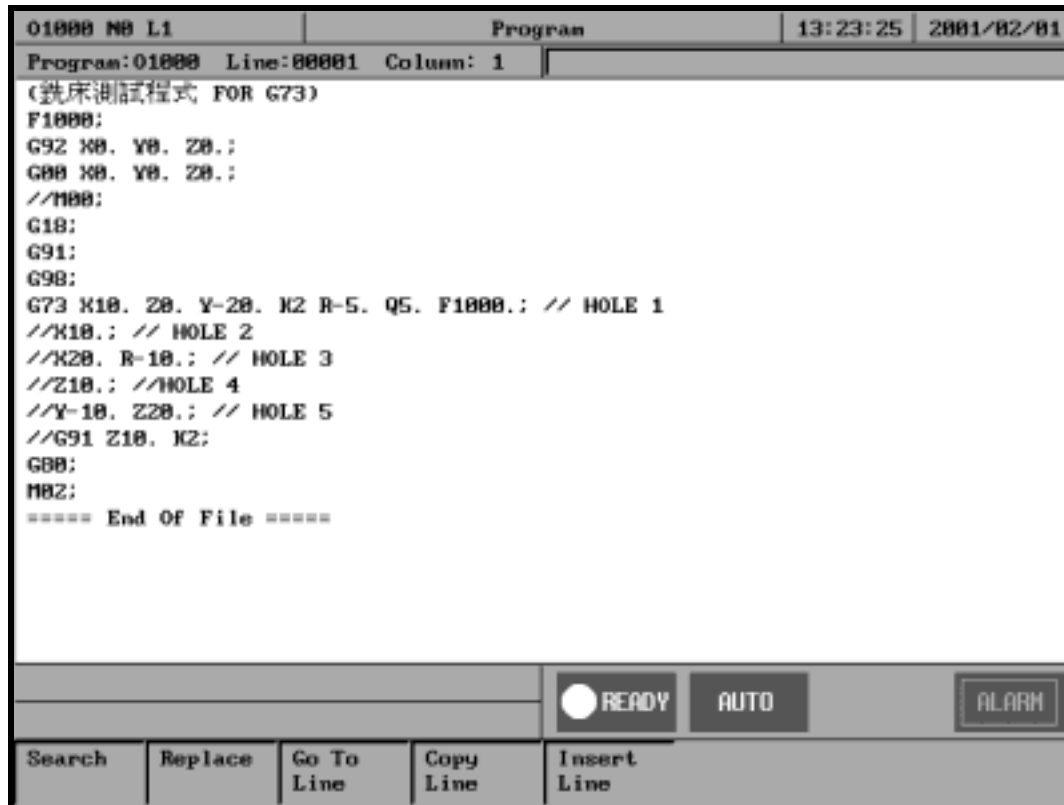 O1000 N0 L1 Program 13:23:25 2001/02/01
Program:O1000 Line:00001 Column: 1
(銑床測試程式 FOR G73)
F1000;
G92 X0. Y0. Z0.;
G00 X0. Y0. Z0.;
//M00;
G18;
G91;
G98;
G73 X10. Z0. Y-20. K2 R-5. Q5. F1000.; // HOLE 1
//X10.; // HOLE 2
//X20. R-10.; // HOLE 3
//Z10.; //HOLE 4
//Y-10. Z20.; // HOLE 5
//G91 Z10. K2;
G80;
M02;
===== End Of File =====
READY AUTO ALARM
Search Replace Go To Line Copy Line Insert Line